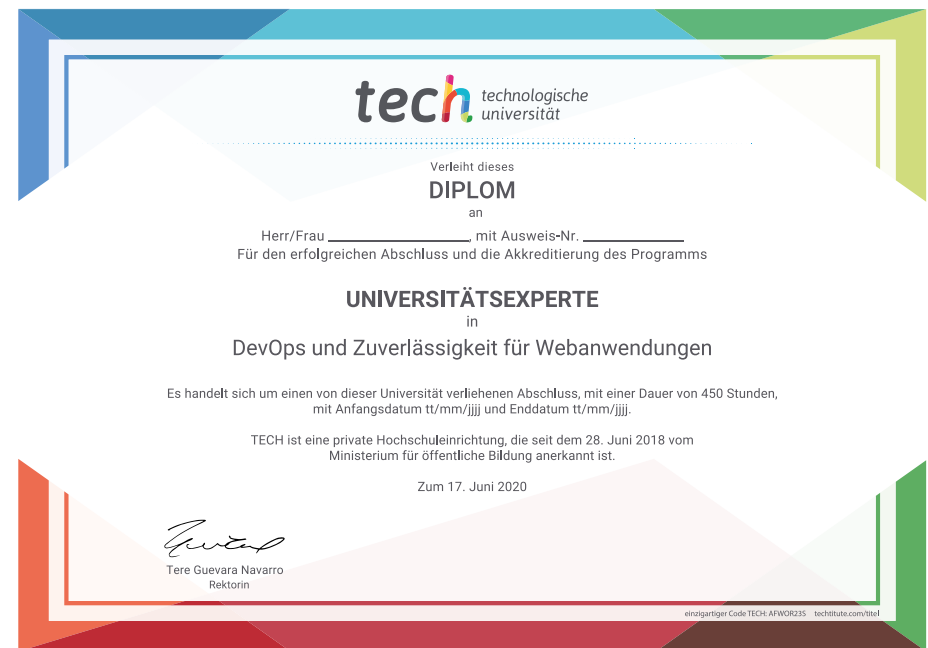 tech technologische
universität
Verleiht dieses
DIPLOM
an
Herr/Frau ____________________, mit Ausweis-Nr. ______________
Für den erfolgreichen Abschluss und die Akkreditierung des Programms
UNIVERSITÄTSEXPERTE
in
DevOps und Zuverlässigkeit für Webanwendungen
Es handelt sich um einen von dieser Universität verliehenen Abschluss, mit einer Dauer von 450 Stunden,
mit Anfangsdatum tt/mm/jjjj und Enddatum tt/mm/jjjj.
TECH ist eine private Hochschuleinrichtung, die seit dem 28. Juni 2018 vom
Ministerium für öffentliche Bildung anerkannt ist.
Zum 17. Juni 2020
Tere Guevara Navarro
Rektorin
einzigartiger Code TECH: AFWOR23S techtitute.com/titel